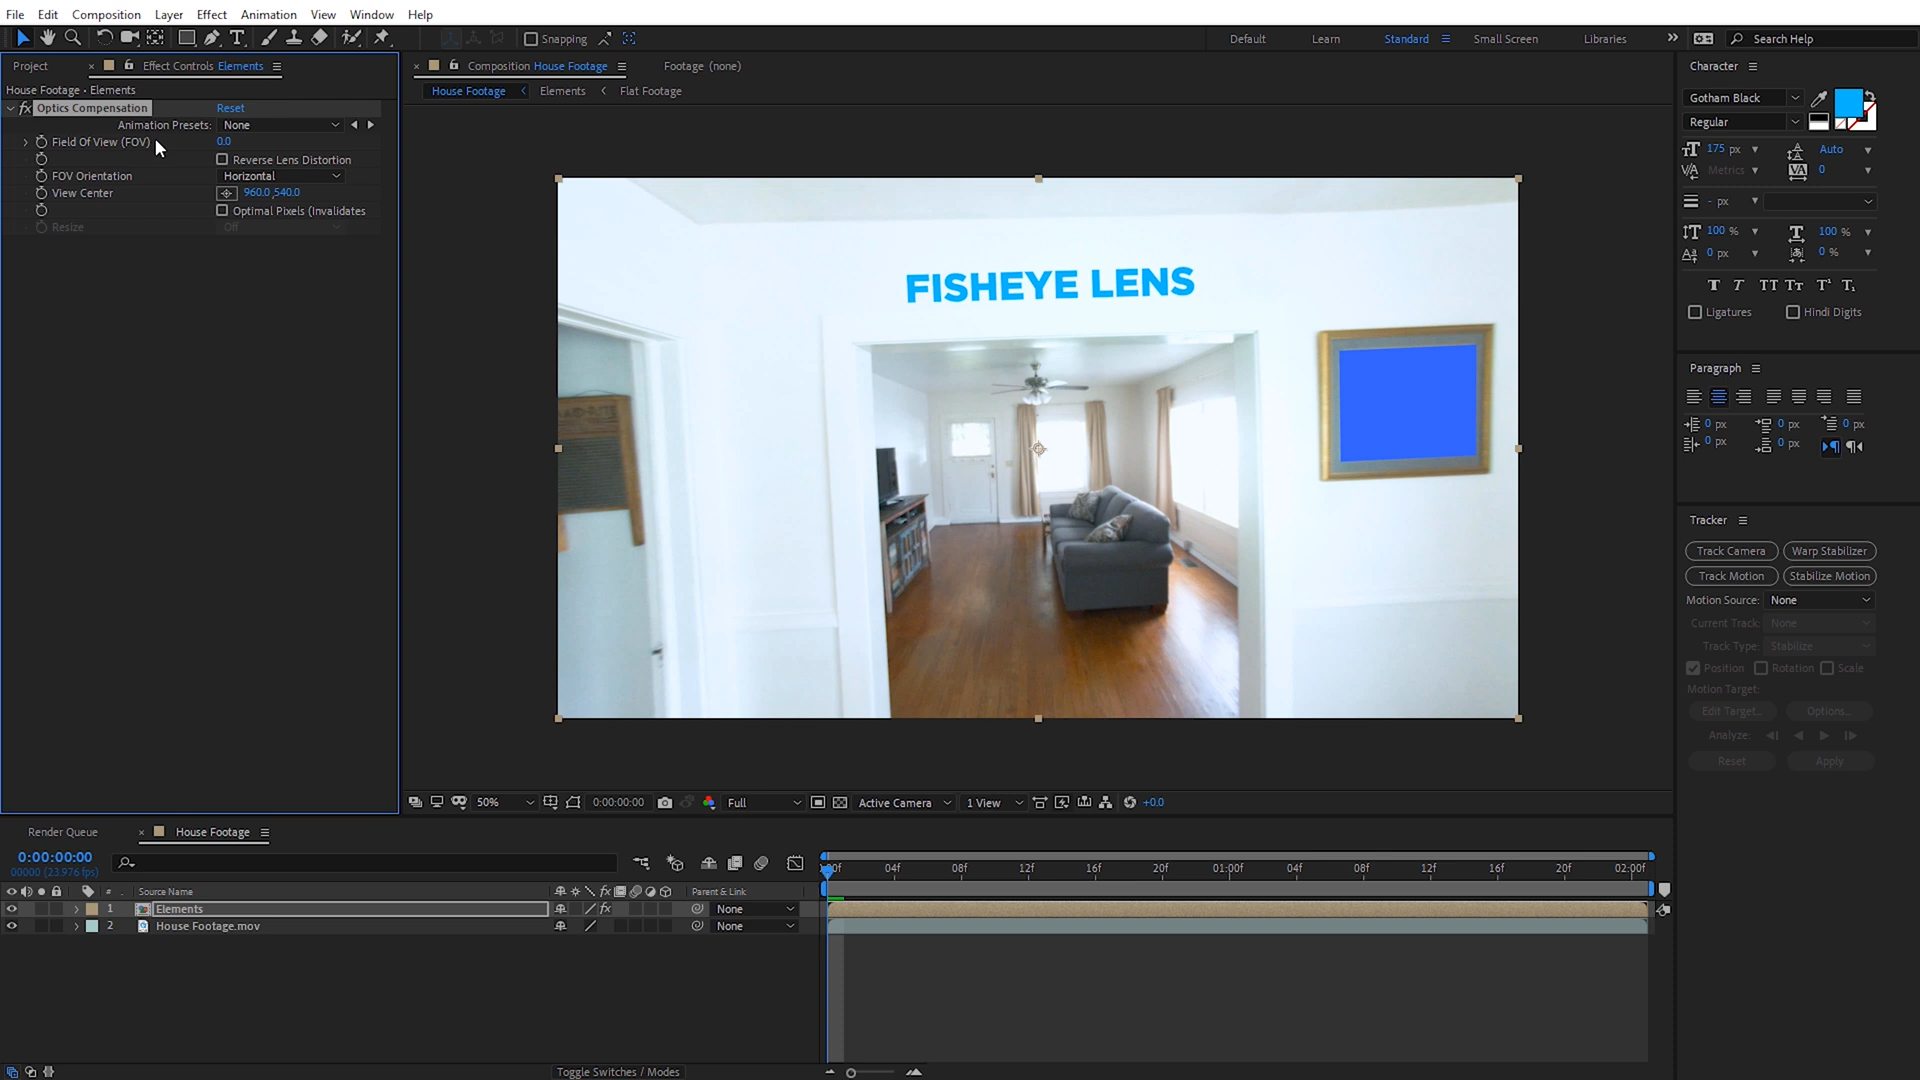 File Edit Composition Layer Effect Animation View Window Help
Snapping
Default Learn Standard Small Screen Libraries Search Help
Project Effect Controls Elements
House Footage • Elements
fx Optics Compensation Reset
Animation Presets: None
Field Of View (FOV) 0.0
Reverse Lens Distortion
FOV Orientation Horizontal
View Center 960.0,540.0
Optimal Pixels (Invalidates
Resize Off
Composition House Footage Footage (none)
House Footage Elements Flat Footage
FISHEYE LENS
50% 0:00:00:00 Full Active Camera 1 View +0.0
Character
Gotham Black
Regular
175 px Auto
Metrics 0
- px
100 % 100 %
0 px 0 %
T T TT Tt T¹ T₁
Ligatures Hindi Digits
Paragraph
0 px 0 px 0 px
0 px 0 px
Tracker
Track Camera Warp Stabilizer
Track Motion Stabilize Motion
Motion Source: None
Current Track: None
Track Type: Stabilize
Position Rotation Scale
Motion Target:
Edit Target... Options...
Analyze:
Reset Apply
Render Queue House Footage
0:00:00:00
00000 (23.976 fps)
04f 08f 12f 16f 20f 01:00f 04f 08f 12f 16f 20f 02:00f
# Source Name fx Parent & Link
1 Elements fx None
2 House Footage.mov None
Toggle Switches / Modes